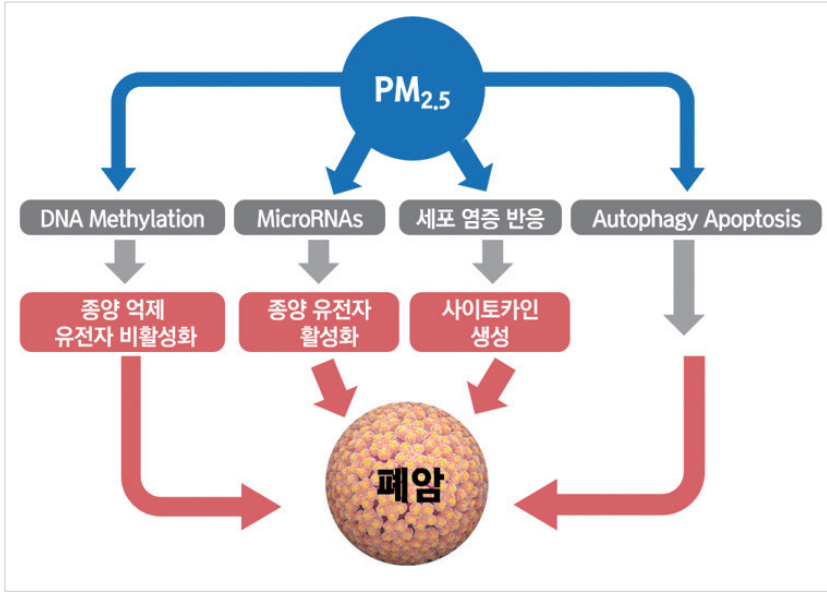 PM2.5
DNA Methylation
MicroRNAs
세포 염증 반응
Autophagy Apoptosis
종양 억제
유전자 비활성화
종양 유전자
활성화
사이토카인
생성
폐암